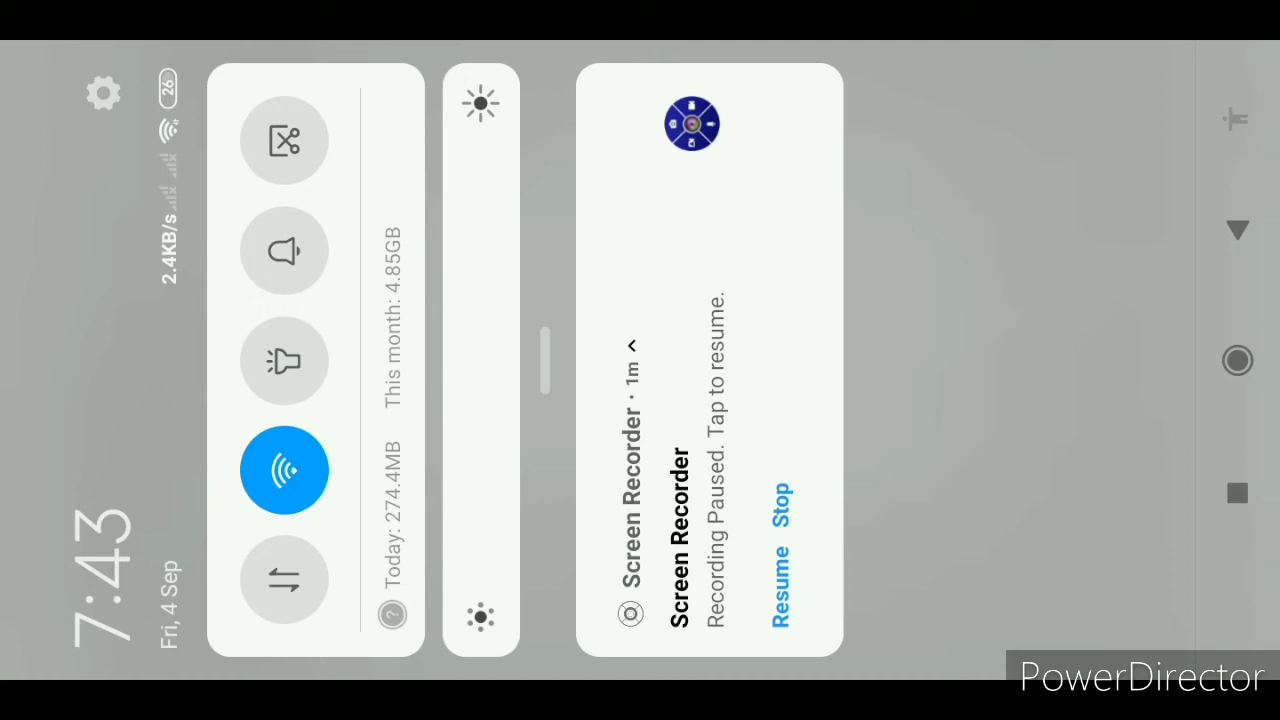 7:43
Fri, 4 Sep
2.4KB/s
26
Today: 274.4MB This month: 4.85GB
Screen Recorder · 1m
Screen Recorder
Recording Paused. Tap to resume.
Resume Stop
PowerDirector